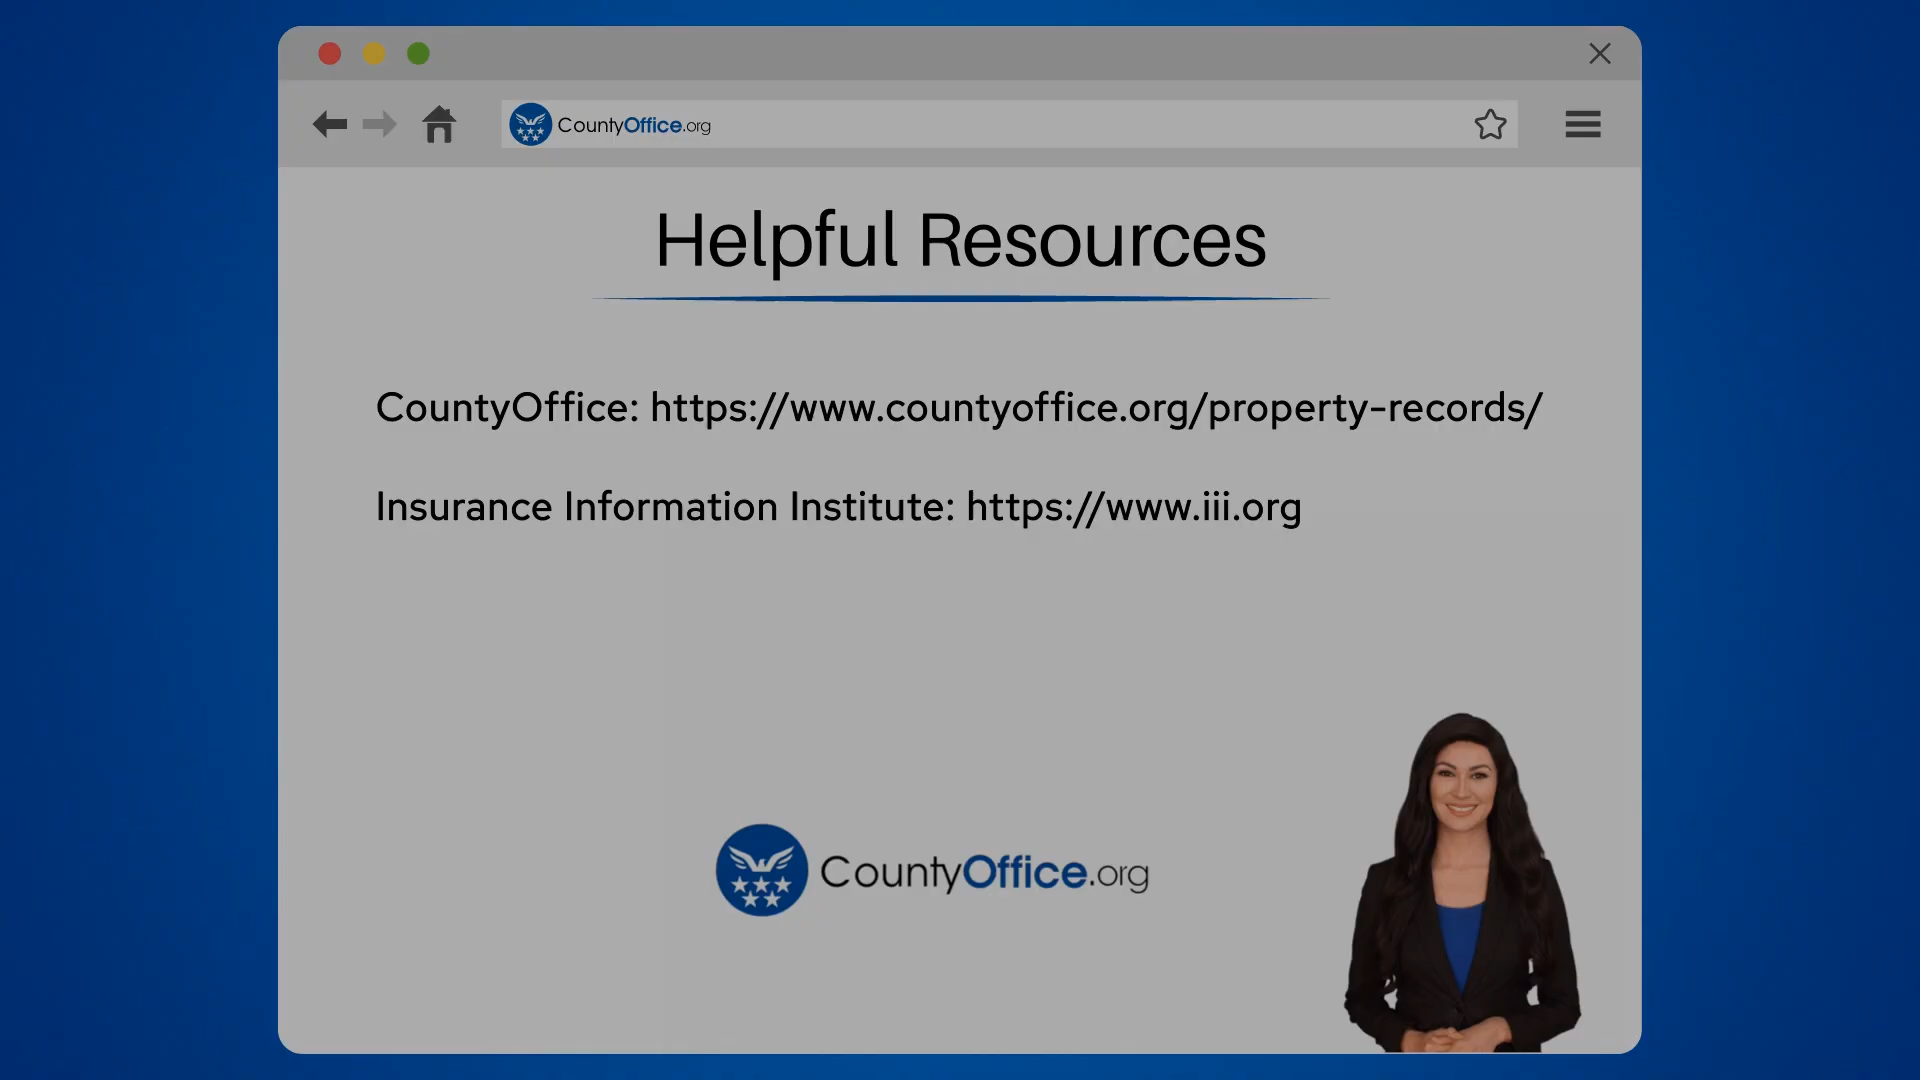 CountyOffice.org
Helpful Resources
CountyOffice: https://www.countyoffice.org/property-records/
Insurance Information Institute: https://www.iii.org
CountyOffice.org